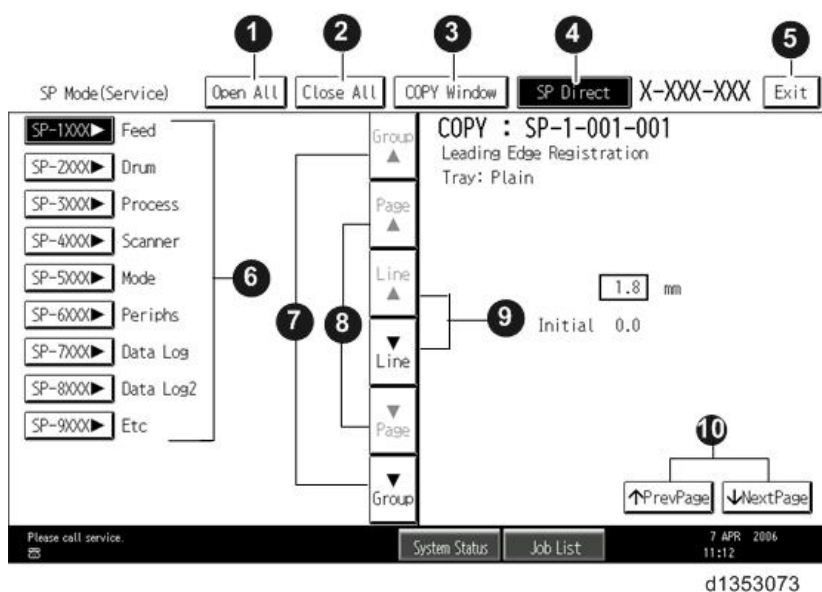 1 2 3 4 5
SP Mode(Service) Open All Close All COPY Window SP Direct X-XXX-XXX Exit
SP-1XXX▶ Feed
SP-2XXX▶ Drum
SP-3XXX▶ Process
SP-4XXX▶ Scanner
SP-5XXX▶ Mode
SP-6XXX▶ Periphs
SP-7XXX▶ Data Log
SP-8XXX▶ Data Log2
SP-9XXX▶ Etc
6
7
8
Group
▲
Page
▲
Line
▲
▼
Line
▼
Page
▼
Group
9
COPY : SP-1-001-001
Leading Edge Registration
Tray: Plain
1.8 mm
Initial 0.0
10
↑PrevPage ↓NextPage
Please call service.
System Status Job List
7 APR 2006
11:12
d1353073